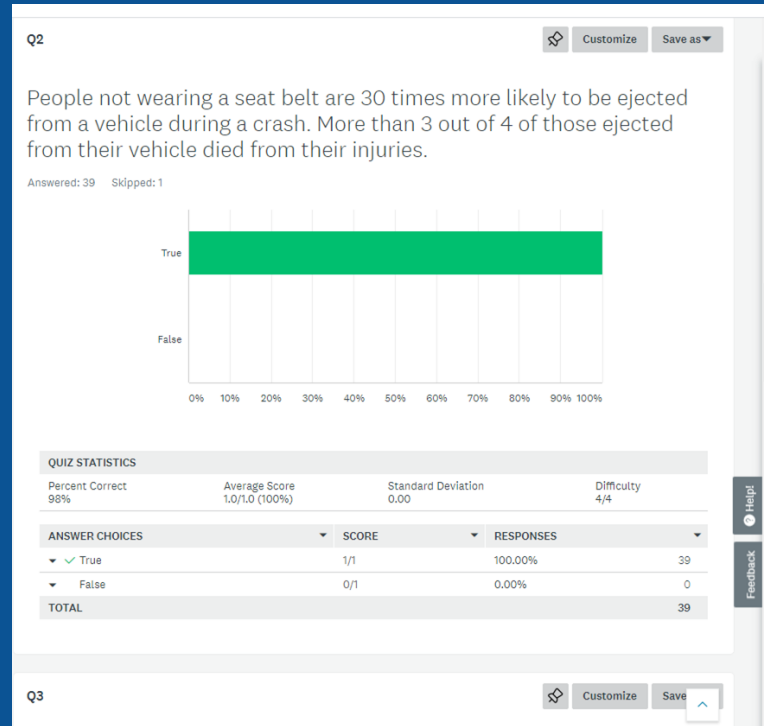 Q2
Customize
Save as
People not wearing a seat belt are 30 times more likely to be ejected
from a vehicle during a crash. More than 3 out of 4 of those ejected
from their vehicle died from their injuries.
Answered: 39 Skipped: 1
True
False
0% 10% 20% 30% 40% 50% 60% 70% 80% 90% 100%
QUIZ STATISTICS
Percent Correct Average Score Standard Deviation Difficulty
98% 1.0/1.0 (100%) 0.00 4/4
ANSWER CHOICES SCORE RESPONSES
True 1/1 100.00% 39
False 0/1 0.00% 0
TOTAL 39
? Help!
Feedback
Q3
Customize
Save